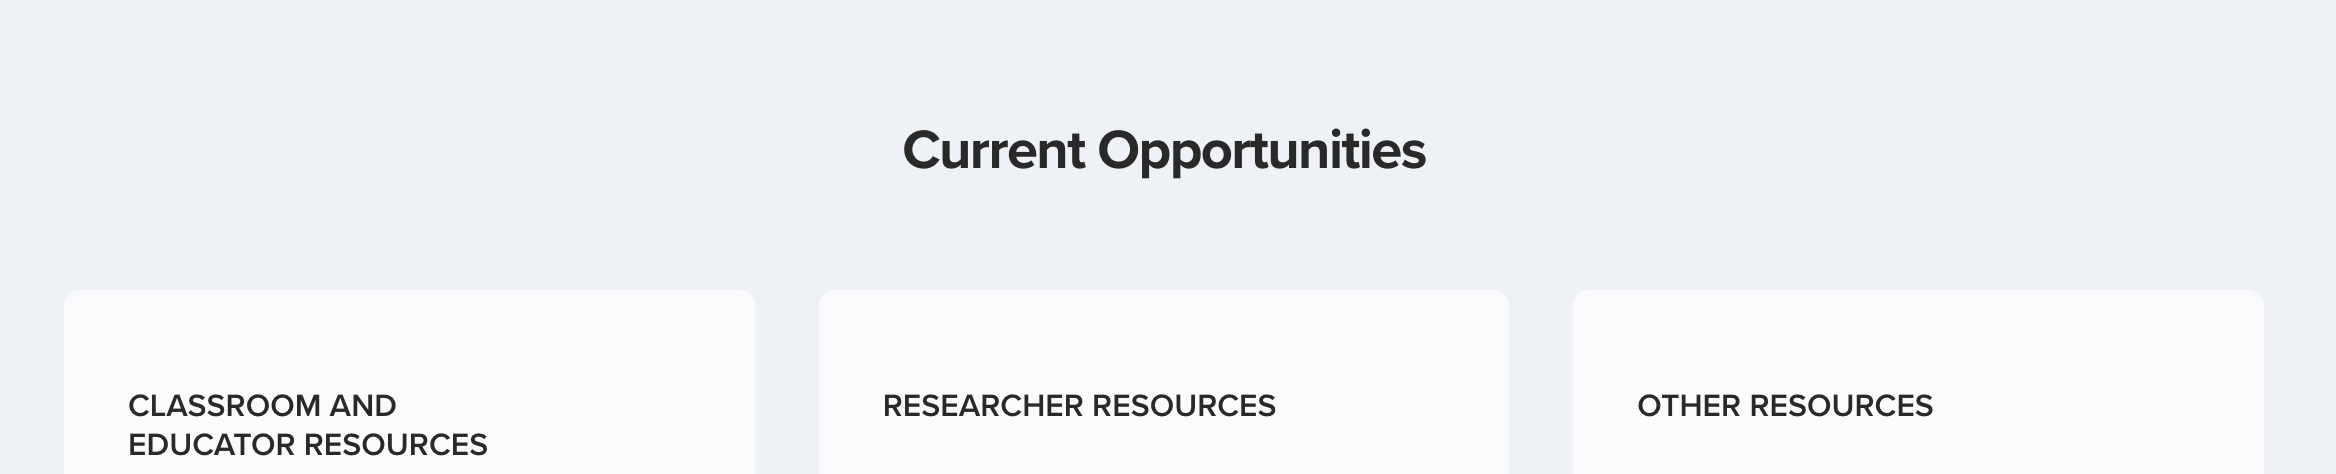 Current Opportunities
CLASSROOM AND
EDUCATOR RESOURCES
RESEARCHER RESOURCES
OTHER RESOURCES